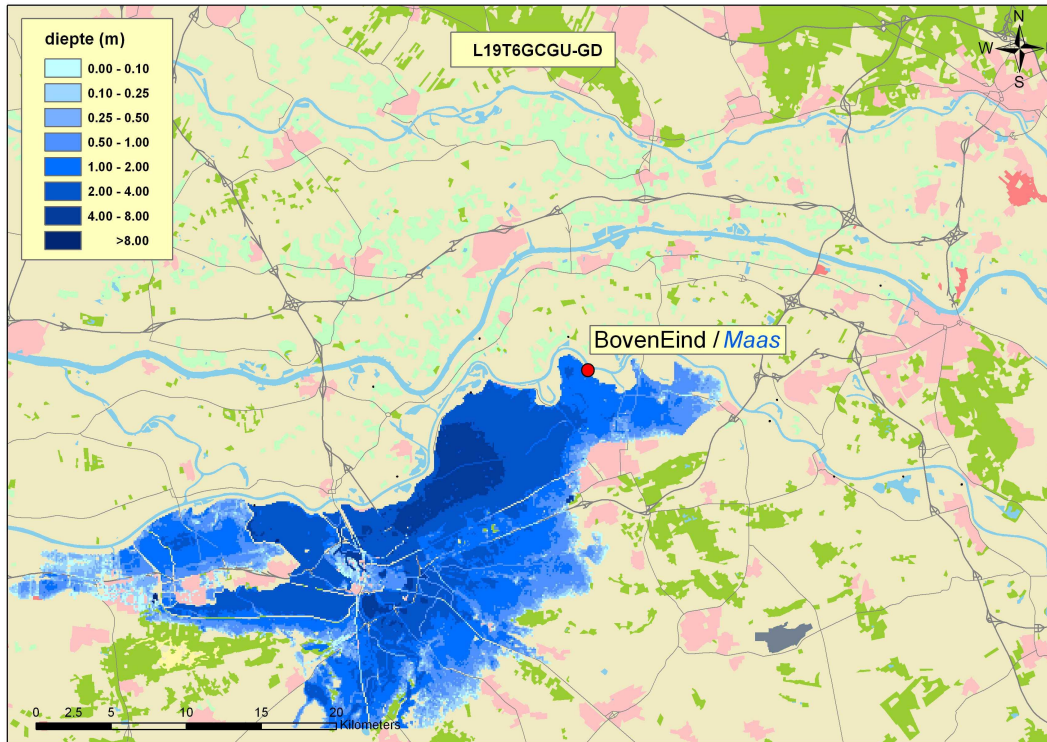 diepte (m)
0.00 - 0.10
0.10 - 0.25
0.25 - 0.50
0.50 - 1.00
1.00 - 2.00
2.00 - 4.00
4.00 - 8.00
>8.00
L19T6GCGU-GD
N
W
S
BovenEind / Maas
0 2.5 5 10 15 20
Kilometers